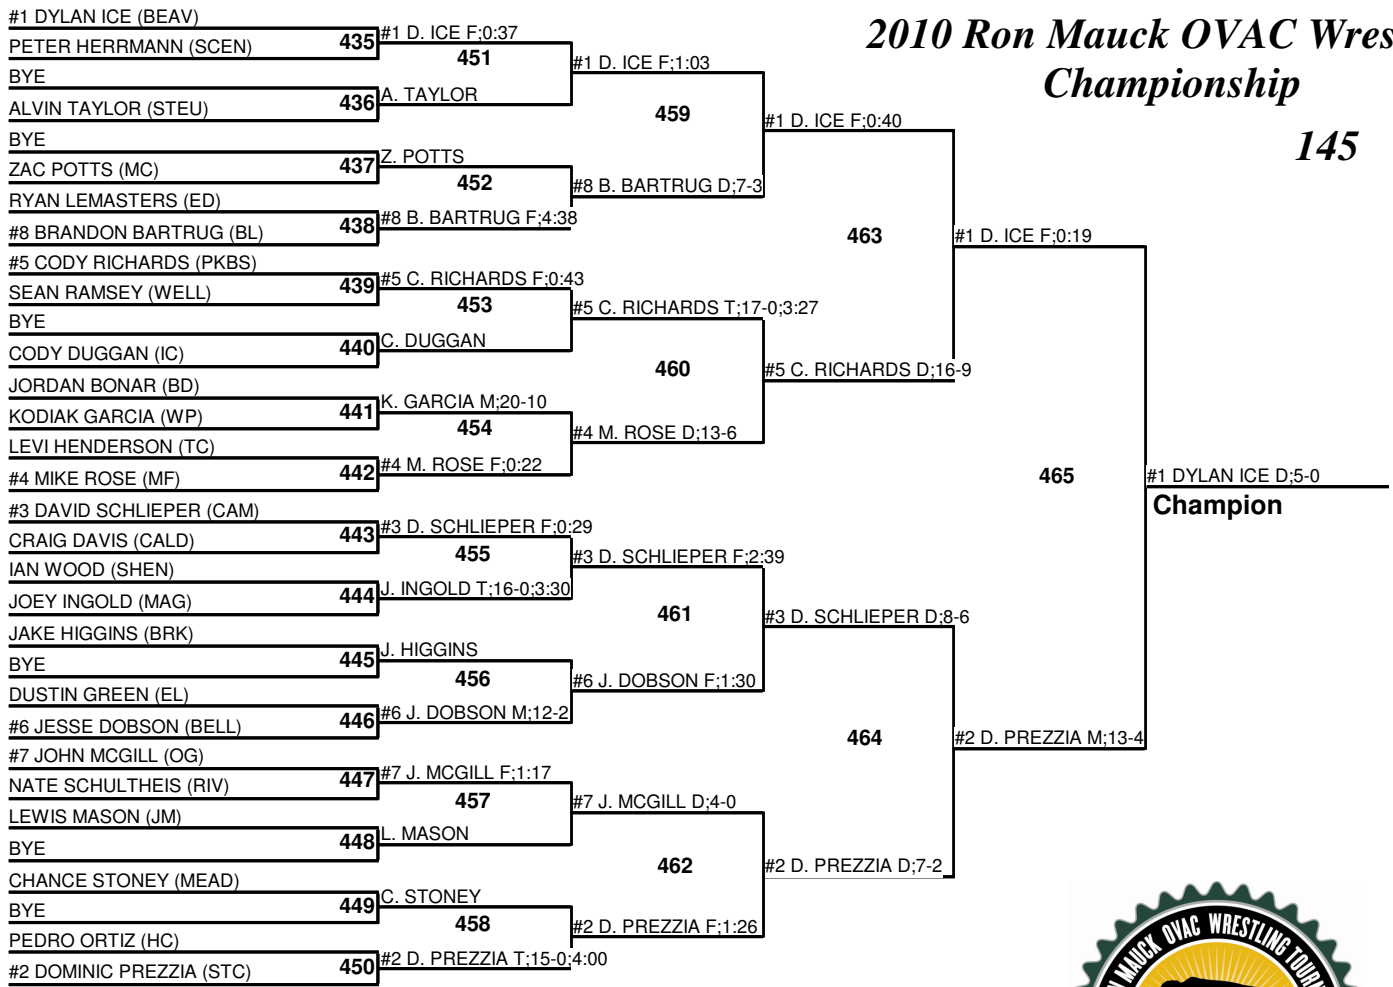 2010 Ron Mauck OVAC Wres
Championship
145
#1 DYLAN ICE (BEAV)
PETER HERRMANN (SCEN)
BYE
ALVIN TAYLOR (STEU)
BYE
ZAC POTTS (MC)
RYAN LEMASTERS (ED)
#8 BRANDON BARTRUG (BL)
#5 CODY RICHARDS (PKBS)
SEAN RAMSEY (WELL)
BYE
CODY DUGGAN (IC)
JORDAN BONAR (BD)
KODIAK GARCIA (WP)
LEVI HENDERSON (TC)
#4 MIKE ROSE (MF)
#3 DAVID SCHLIEPER (CAM)
CRAIG DAVIS (CALD)
IAN WOOD (SHEN)
JOEY INGOLD (MAG)
JAKE HIGGINS (BRK)
BYE
DUSTIN GREEN (EL)
#6 JESSE DOBSON (BELL)
#7 JOHN MCGILL (OG)
NATE SCHULTHEIS (RIV)
LEWIS MASON (JM)
BYE
CHANCE STONEY (MEAD)
BYE
PEDRO ORTIZ (HC)
#2 DOMINIC PREZZIA (STC)
435
436
437
438
439
440
441
442
443
444
445
446
447
448
449
450
#1 D. ICE F;0:37
451
A. TAYLOR
Z. POTTS
452
#8 B. BARTRUG F;4:38
#5 C. RICHARDS F;0:43
453
C. DUGGAN
K. GARCIA M;20-10
454
#4 M. ROSE F;0:22
#3 D. SCHLIEPER F;0:29
455
J. INGOLD T;16-0;3:30
J. HIGGINS
456
#6 J. DOBSON M;12-2
#7 J. MCGILL F;1:17
457
L. MASON
C. STONEY
458
#2 D. PREZZIA T;15-0;4:00
#1 D. ICE F;1:03
459
#8 B. BARTRUG D;7-3
#5 C. RICHARDS T;17-0;3:27
460
#4 M. ROSE D;13-6
#3 D. SCHLIEPER F;2:39
461
#6 J. DOBSON F;1:30
#7 J. MCGILL D;4-0
462
#2 D. PREZZIA F;1:26
#1 D. ICE F;0:40
463
#5 C. RICHARDS D;16-9
#3 D. SCHLIEPER D;8-6
464
#2 D. PREZZIA D;7-2
#1 D. ICE F;0:19
465
#2 D. PREZZIA M;13-4
#1 DYLAN ICE D;5-0
Champion
N MAUCK OVAC WRESTLING TOURN